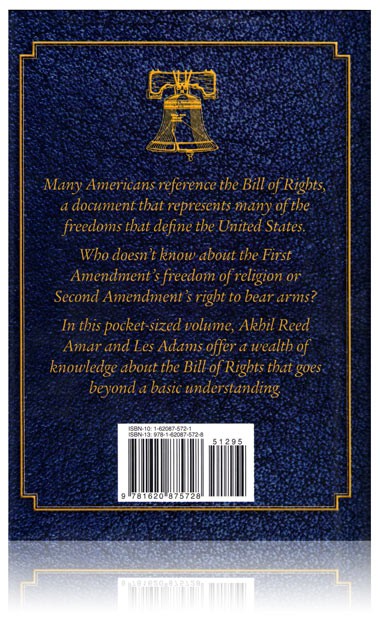 Many Americans reference the Bill of Rights,
a document that represents many of the
freedoms that define the United States.
Who doesn't know about the First
Amendment's freedom of religion or
Second Amendment's right to bear arms?
In this pocket-sized volume, Akhil Reed
Amar and Les Adams offer a wealth of
knowledge about the Bill of Rights that goes
beyond a basic understanding.
ISBN-10: 1-62087-572-1
ISBN-13: 978-1-62087-572-8
51295
9 781620 875728